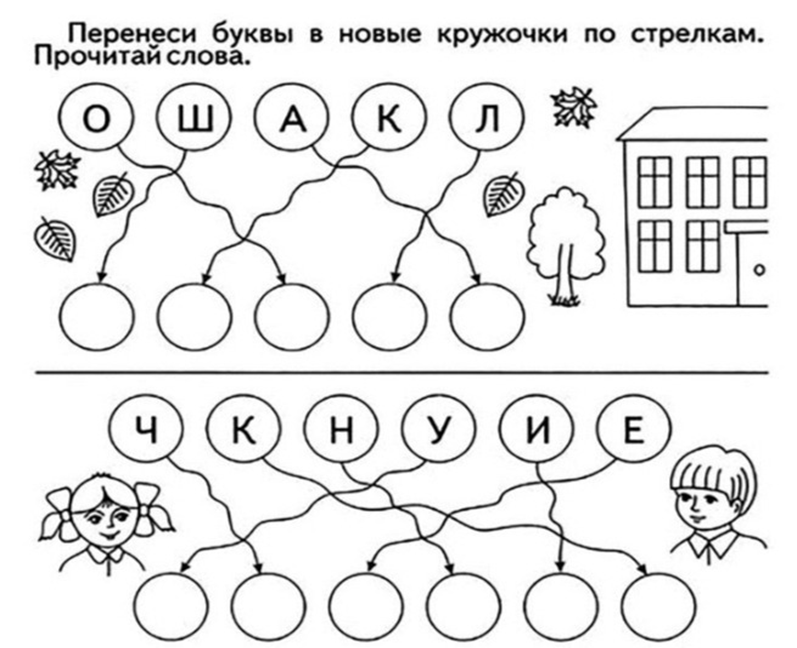 Перенеси буквы в новые кружочки по стрелкам.
Прочитай слова.
О Ш А К Л
Ч К Н У И Е